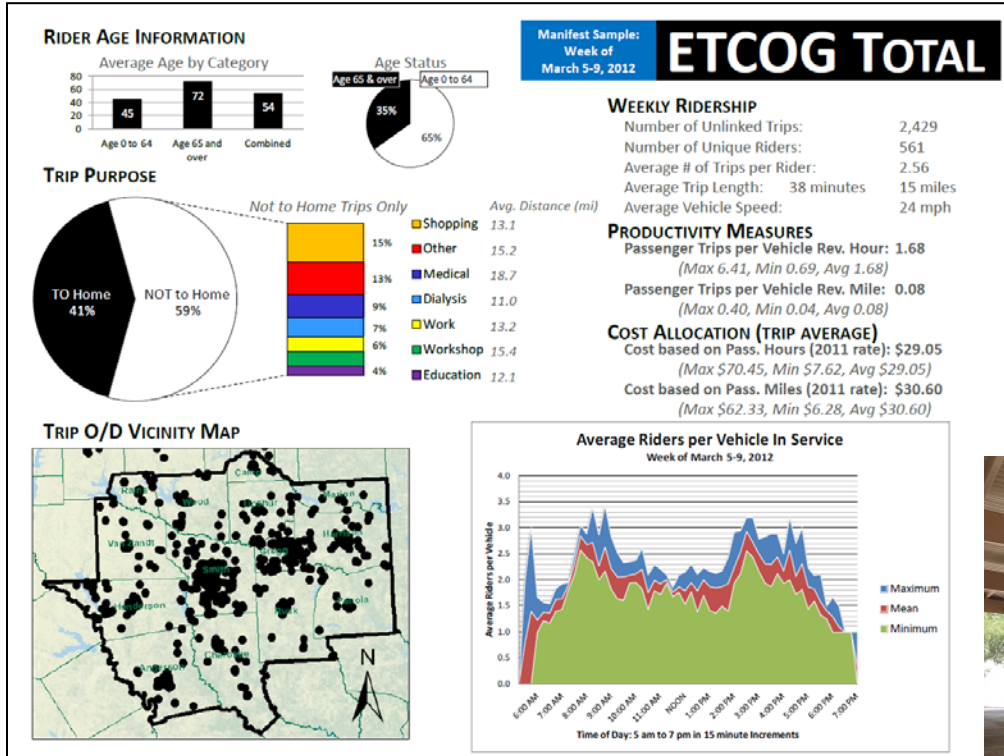 RIDER AGE INFORMATION
Average Age by Category
80
60
40
20
0
45
72
54
Age 0 to 64
Age 65 and over
Combined
Age Status
Age 65 & over
Age 0 to 64
35%
65%
Manifest Sample:
Week of
March 5-9, 2012
ETCOG TOTAL
WEEKLY RIDERSHIP
Number of Unlinked Trips: 2,429
Number of Unique Riders: 561
Average # of Trips per Rider: 2.56
Average Trip Length: 38 minutes 15 miles
Average Vehicle Speed: 24 mph
PRODUCTIVITY MEASURES
Passenger Trips per Vehicle Rev. Hour: 1.68
(Max 6.41, Min 0.69, Avg 1.68)
Passenger Trips per Vehicle Rev. Mile: 0.08
(Max 0.40, Min 0.04, Avg 0.08)
COST ALLOCATION (TRIP AVERAGE)
Cost based on Pass. Hours (2011 rate): $29.05
(Max $70.45, Min $7.62, Avg $29.05)
Cost based on Pass. Miles (2011 rate): $30.60
(Max $62.33, Min $6.28, Avg $30.60)
TRIP PURPOSE
TO Home
41%
NOT to Home
59%
Not to Home Trips Only
Avg. Distance (mi)
15% Shopping 13.1
13% Other 15.2
9% Medical 18.7
7% Dialysis 11.0
6% Work 13.2
Workshop 15.4
4% Education 12.1
TRIP O/D VICINITY MAP
Camp
Rains
Wood
Upshur
Marion
Harrison
Van Zandt
Gregg
Smith
Henderson
Rusk
Panola
Anderson
Cherokee
N
Average Riders per Vehicle In Service
Week of March 5-9, 2012
Average Riders per Vehicle
4.0
3.5
3.0
2.5
2.0
1.5
1.0
0.5
0.0
6:00 AM
7:00 AM
8:00 AM
9:00 AM
10:00 AM
11:00 AM
NOON
1:00 PM
2:00 PM
3:00 PM
4:00 PM
5:00 PM
6:00 PM
7:00 PM
Maximum
Mean
Minimum
Time of Day: 5 am to 7 pm in 15 minute Increments